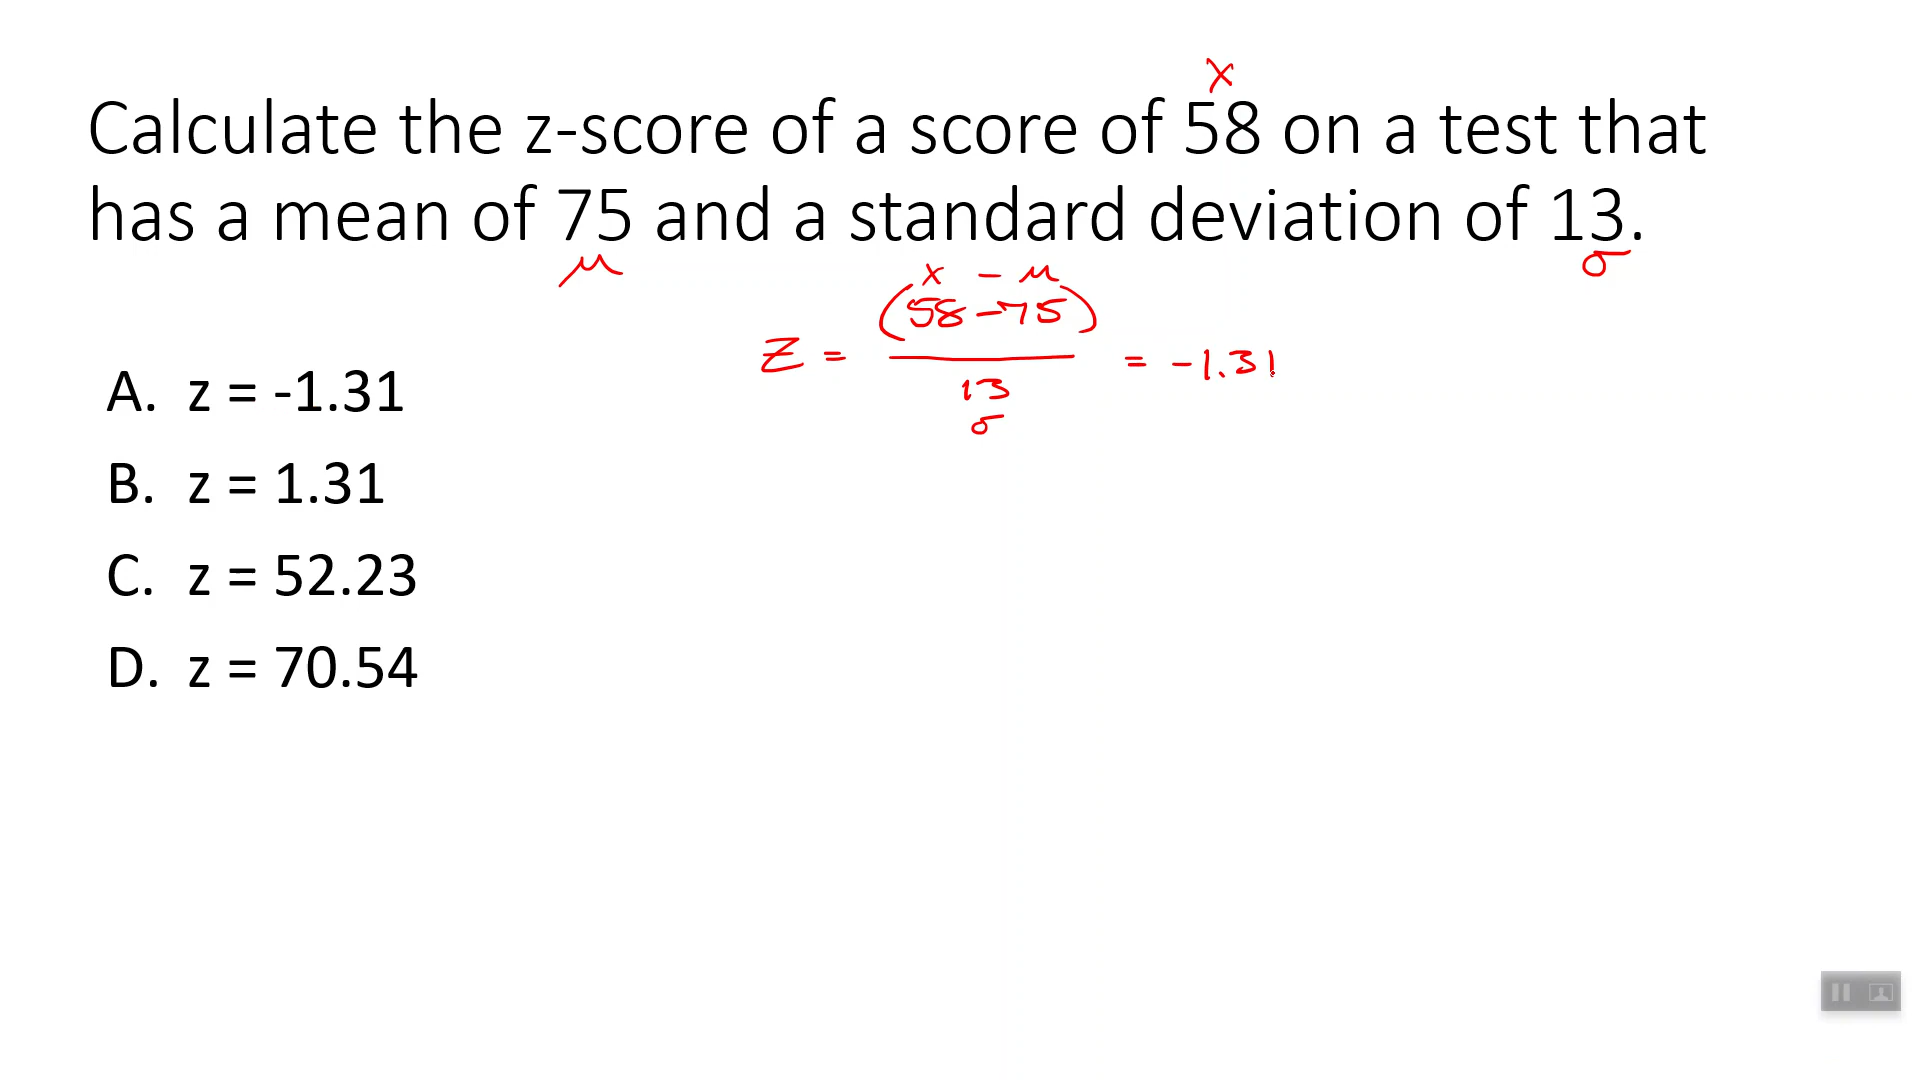 x
Calculate the z-score of a score of 58 on a test that
has a mean of 75 and a standard deviation of 13.
μ
σ
x - μ
(58-75)
Z = = -1.31
13
σ
A. z = -1.31
B. z = 1.31
C. z = 52.23
D. z = 70.54